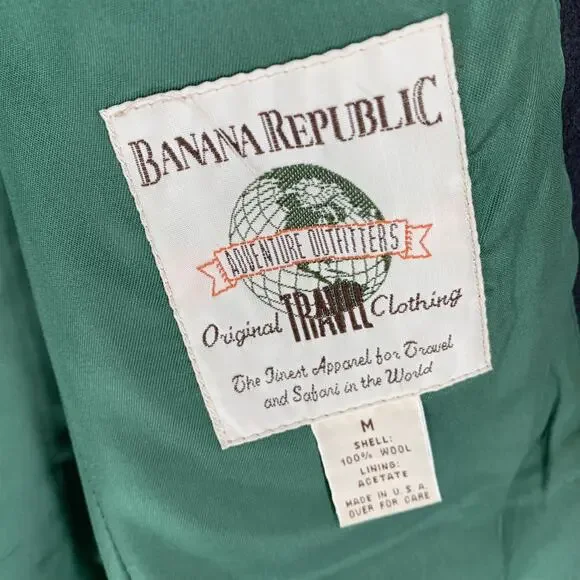 BANANA REPUBLIC
ADVENTURE OUTFITTERS
Original TRAVEL Clothing
The Finest Apparel for Travel
and Safari in the World
M
SHELL:
100% WOOL
LINING:
ACETATE
MADE IN U.S.A.
OVER FOR CARE